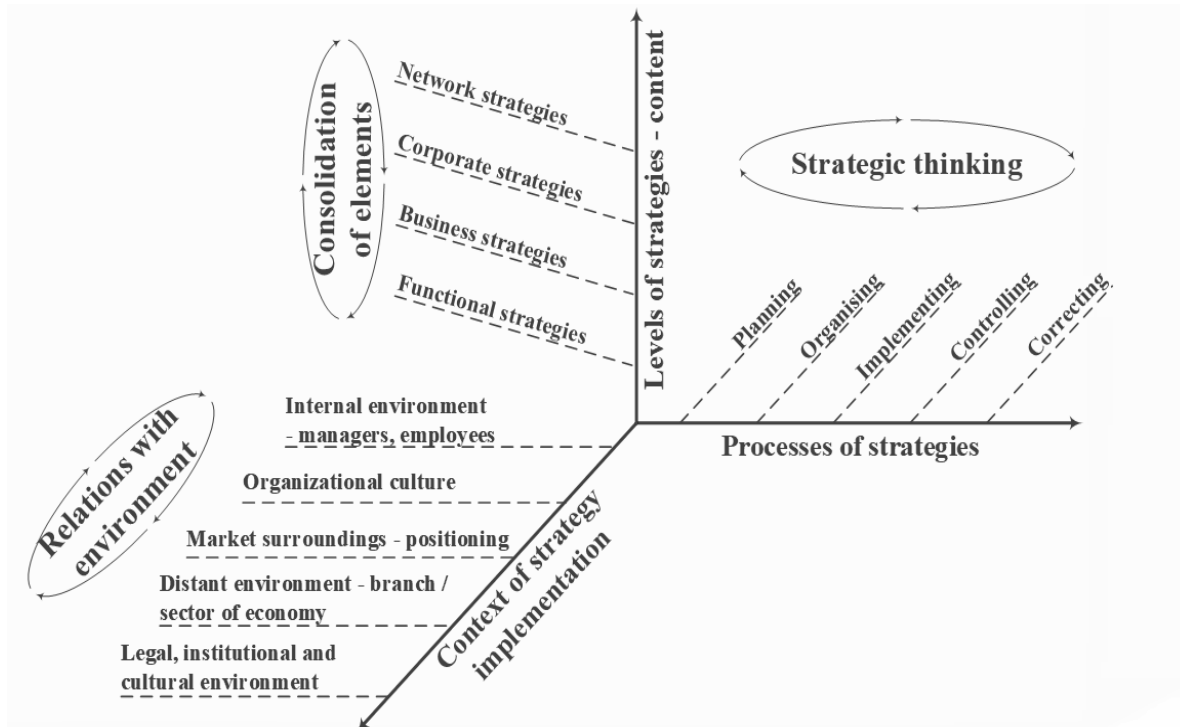 Consolidation
of elements
Network strategies
Corporate strategies
Business strategies
Functional strategies
Levels of strategies - content
Strategic thinking
Planning
Organising
Implementing
Controlling
Correcting
Processes of strategies
Relations with
environment
Internal environment
- managers, employees
Organizational culture
Market surroundings - positioning
Distant environment - branch /
sector of economy
Legal, institutional and
cultural environment
Context of strategy
implementation